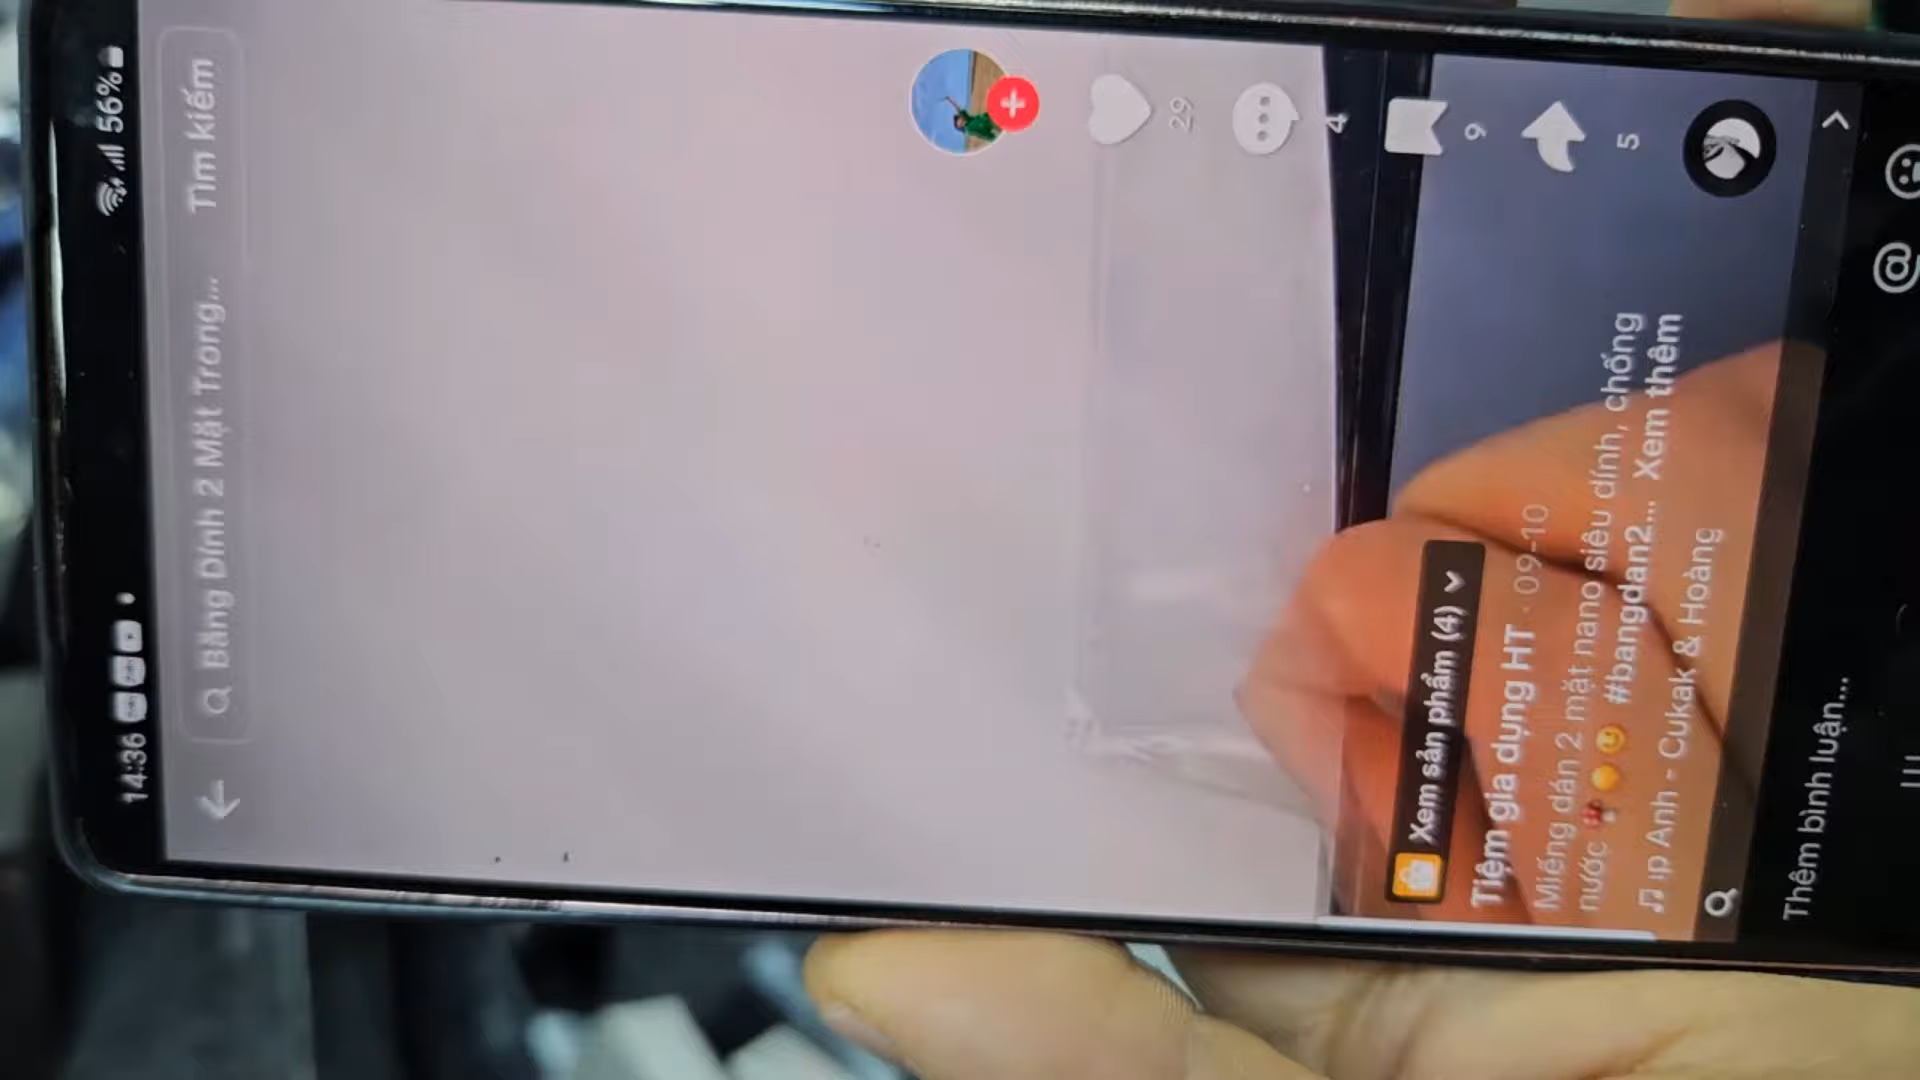 14:36
56%
Băng Dính 2 Mặt Trong...
Tìm kiếm
29
4
9
5
Xem sản phẩm (4)
Tiệm gia dụng HT · 09-10
Miếng dán 2 mặt nano siêu dính, chống
nước #bangdan2... Xem thêm
ip Anh - Cukak & Hoàng
Thêm bình luận...